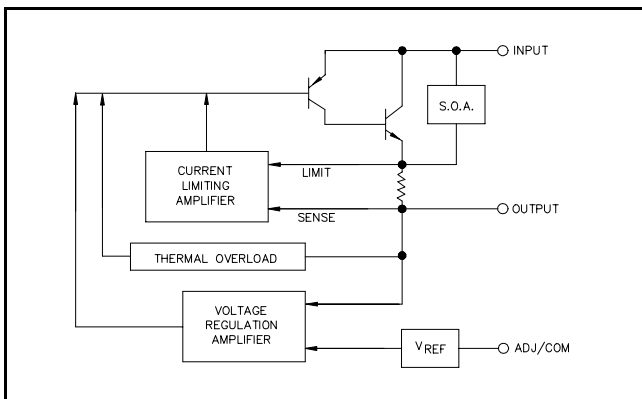 INPUT
S.O.A.
CURRENT
LIMITING
AMPLIFIER
LIMIT
SENSE
OUTPUT
THERMAL OVERLOAD
VOLTAGE
REGULATION
AMPLIFIER
VREF
ADJ/COM